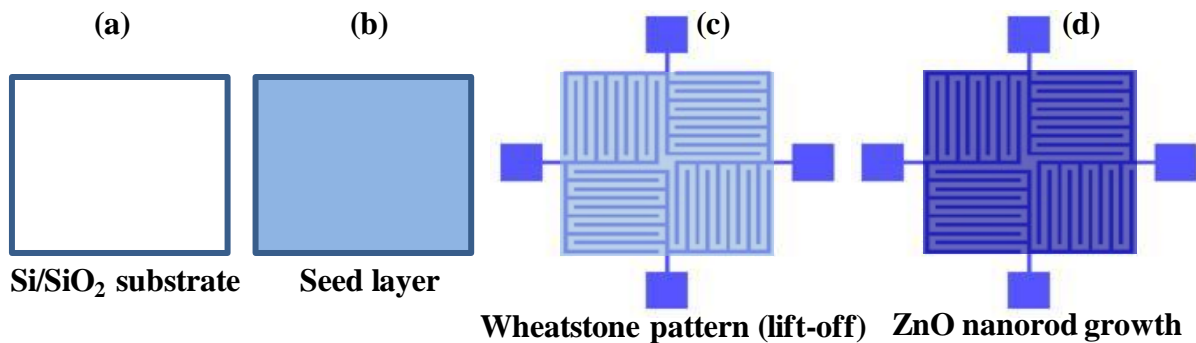 (a)
(b)
(c)
(d)
Si/SiO₂ substrate
Seed layer
Wheatstone pattern (lift-off)
ZnO nanorod growth